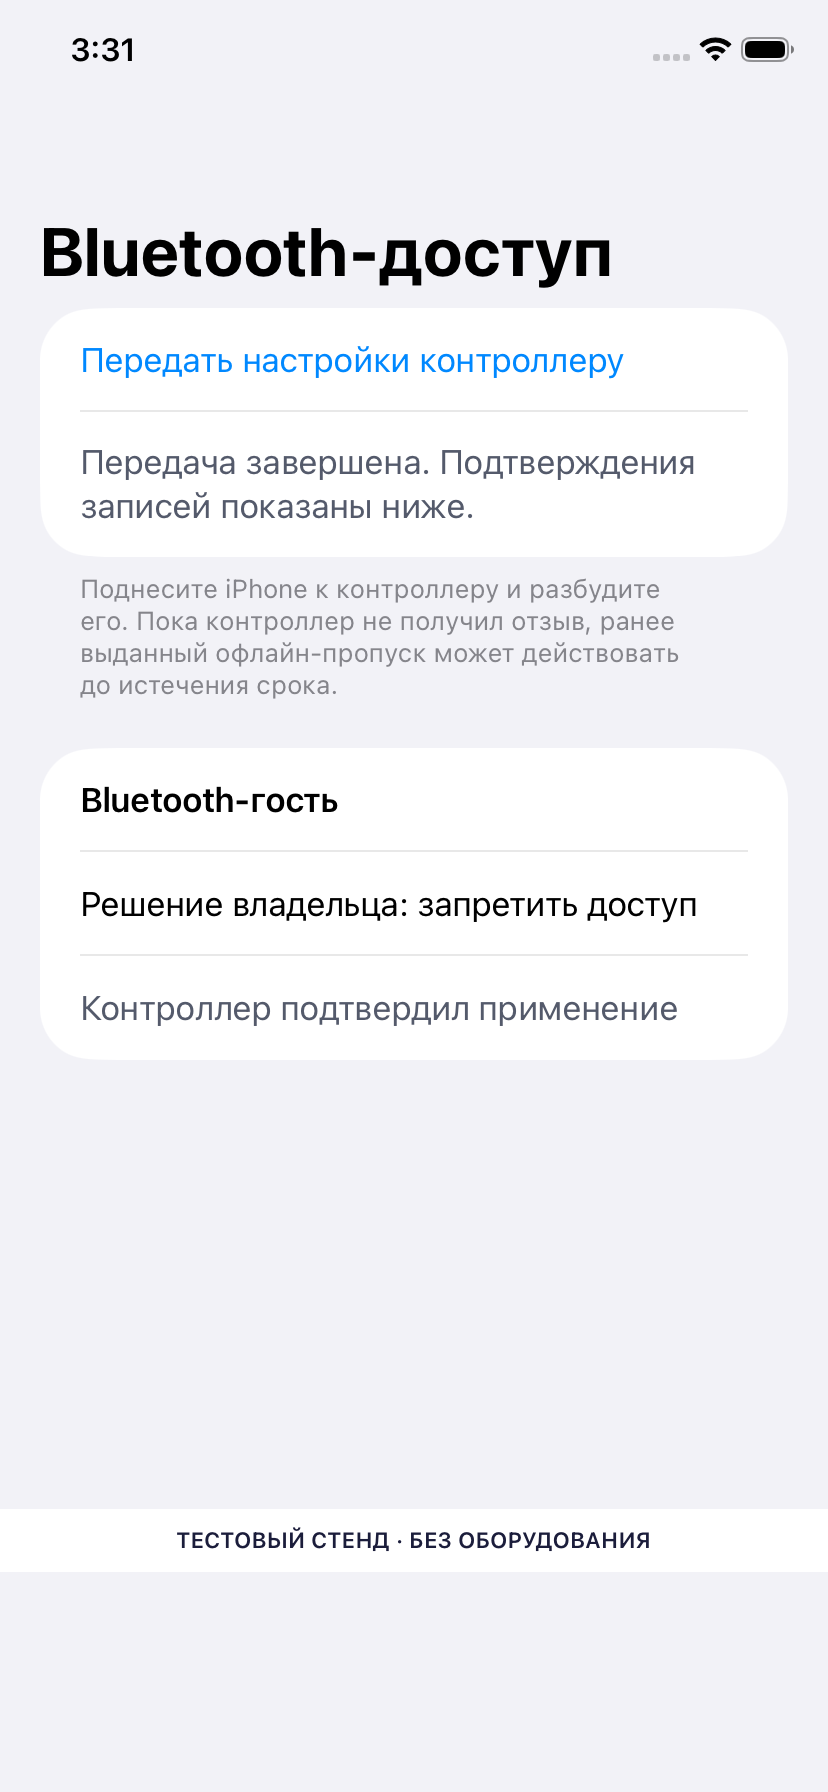 3:31
Bluetooth-доступ
Передать настройки контроллеру
Передача завершена. Подтверждения
записей показаны ниже.
Поднесите iPhone к контроллеру и разбудите
его. Пока контроллер не получил отзыв, ранее
выданный офлайн-пропуск может действовать
до истечения срока.
Bluetooth-гость
Решение владельца: запретить доступ
Контроллер подтвердил применение
ТЕСТОВЫЙ СТЕНД · БЕЗ ОБОРУДОВАНИЯ